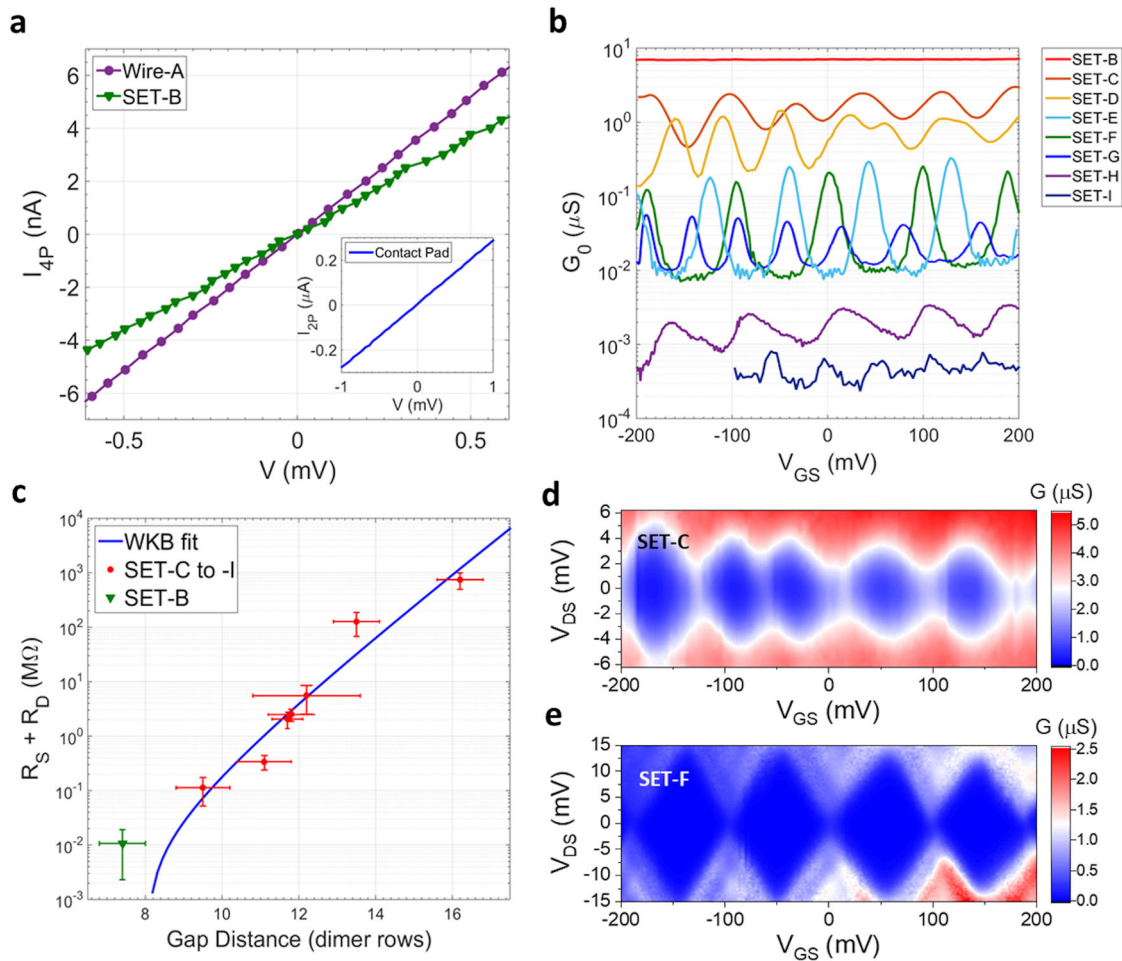 a
Wire-A
SET-B
I4P (nA)
6
4
2
0
-2
-4
-6
-0.5
0
0.5
V (mV)
Contact Pad
I2P (μA)
0.2
0
-0.2
-1
0
1
V (mV)
b
G0 (μS)
10^1
10^0
10^-1
10^-2
10^-3
10^-4
-200
-100
0
100
200
VGS (mV)
SET-B
SET-C
SET-D
SET-E
SET-F
SET-G
SET-H
SET-I
c
WKB fit
SET-C to -I
SET-B
RS + RD (MΩ)
10^4
10^3
10^2
10^1
10^0
10^-1
10^-2
10^-3
8
10
12
14
16
Gap Distance (dimer rows)
d
SET-C
VDS (mV)
6
4
2
0
-2
-4
-6
-200
-100
0
100
200
VGS (mV)
G (μS)
5.0
4.0
3.0
2.0
1.0
0.0
e
SET-F
VDS (mV)
15
10
5
0
-5
-10
-15
-200
-100
0
100
200
VGS (mV)
G (μS)
2.5
2.0
1.5
1.0
0.5
0.0